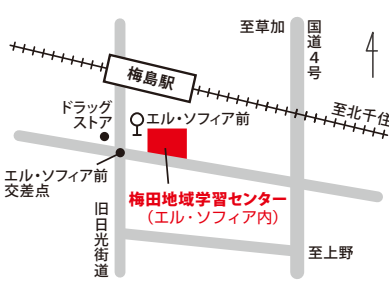 至草加
国道4号
梅島駅
至北千住
ドラッグ
ストア
エル・ソフィア前
エル・ソフィア前
交差点
梅田地域学習センター
（エル・ソフィア内）
旧日光街道
至上野